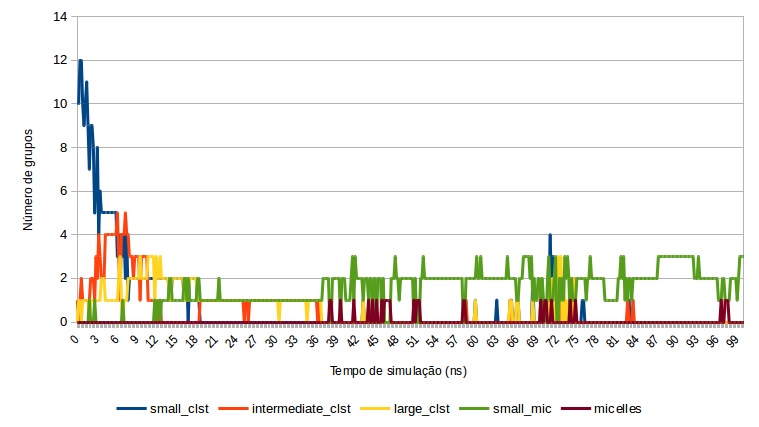 14
12
10
8
6
4
2
0
Número de grupos
0 3 6 9 12 15 18 21 24 26 30 33 36 39 42 45 48 51 54 57 60 63 66 69 72 75 78 81 84 87 90 93 96 99
Tempo de simulação (ns)
small_clst intermediate_clst large_clst small_mic micelles